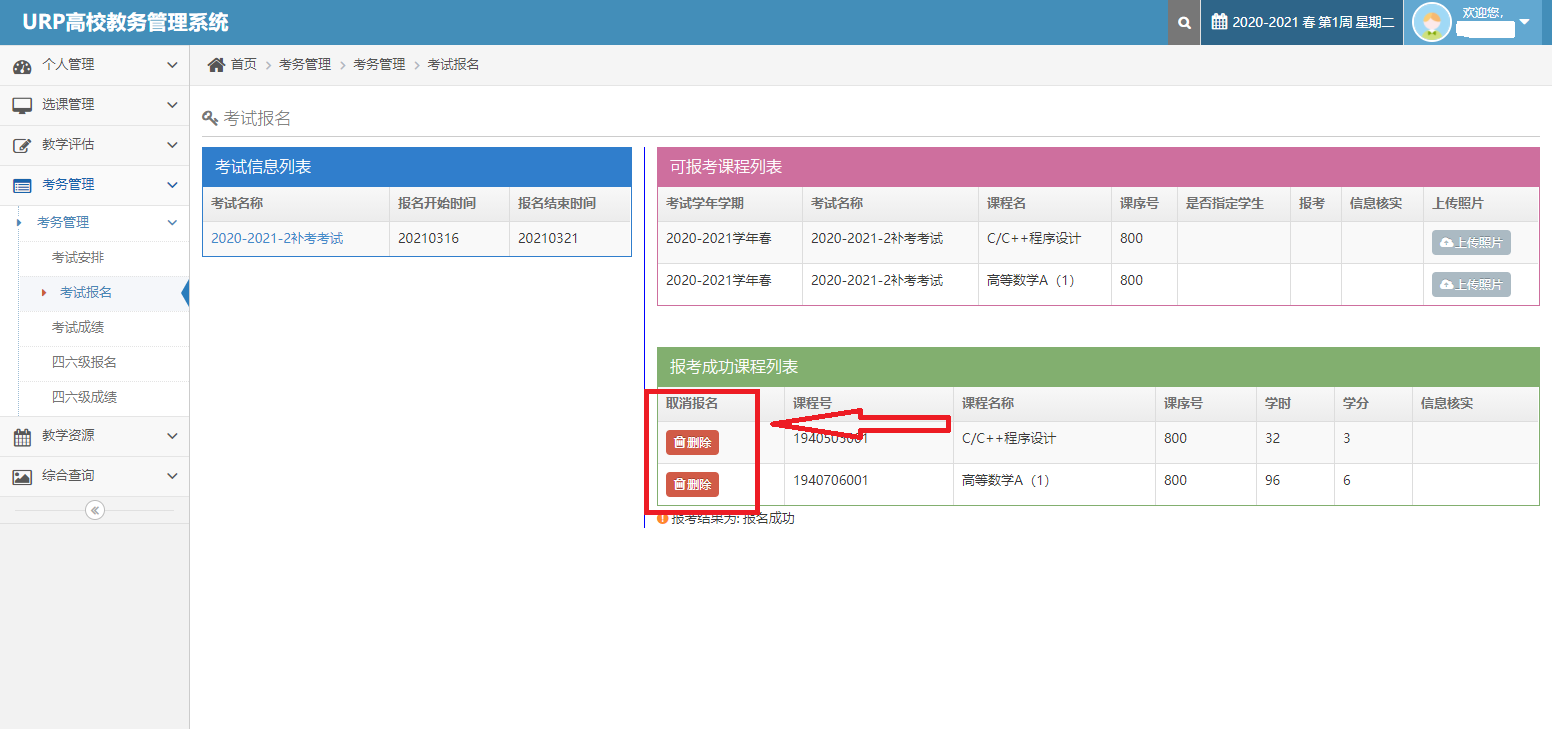 URP高校教务管理系统
2020-2021 春 第1周 星期二
欢迎您,
个人管理
选课管理
教学评估
考务管理
考务管理
考试安排
考试报名
考试成绩
四六级报名
四六级成绩
教学资源
综合查询
首页 > 考务管理 > 考务管理 > 考试报名
考试报名
考试信息列表
考试名称 报名开始时间 报名结束时间
2020-2021-2补考考试 20210316 20210321
可报考课程列表
考试学年学期 考试名称 课程名 课序号 是否指定学生 报考 信息核实 上传照片
2020-2021学年春 2020-2021-2补考考试 C/C++程序设计 800 上传照片
2020-2021学年春 2020-2021-2补考考试 高等数学A（1） 800 上传照片
报考成功课程列表
取消报名 课程号 课程名称 课序号 学时 学分 信息核实
删除 1940503001 C/C++程序设计 800 32 3
删除 1940706001 高等数学A（1） 800 96 6
报考结果为: 报名成功